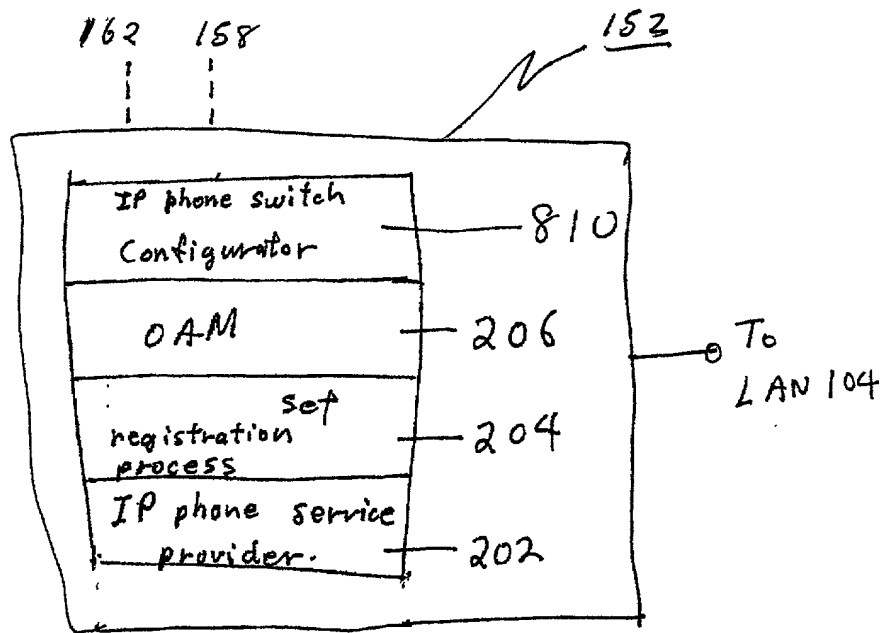 162 158
152
IP phone switch
Configurator
810
OAM
206
To
LAN 104
set
registration
process
204
IP phone service
provider.
202